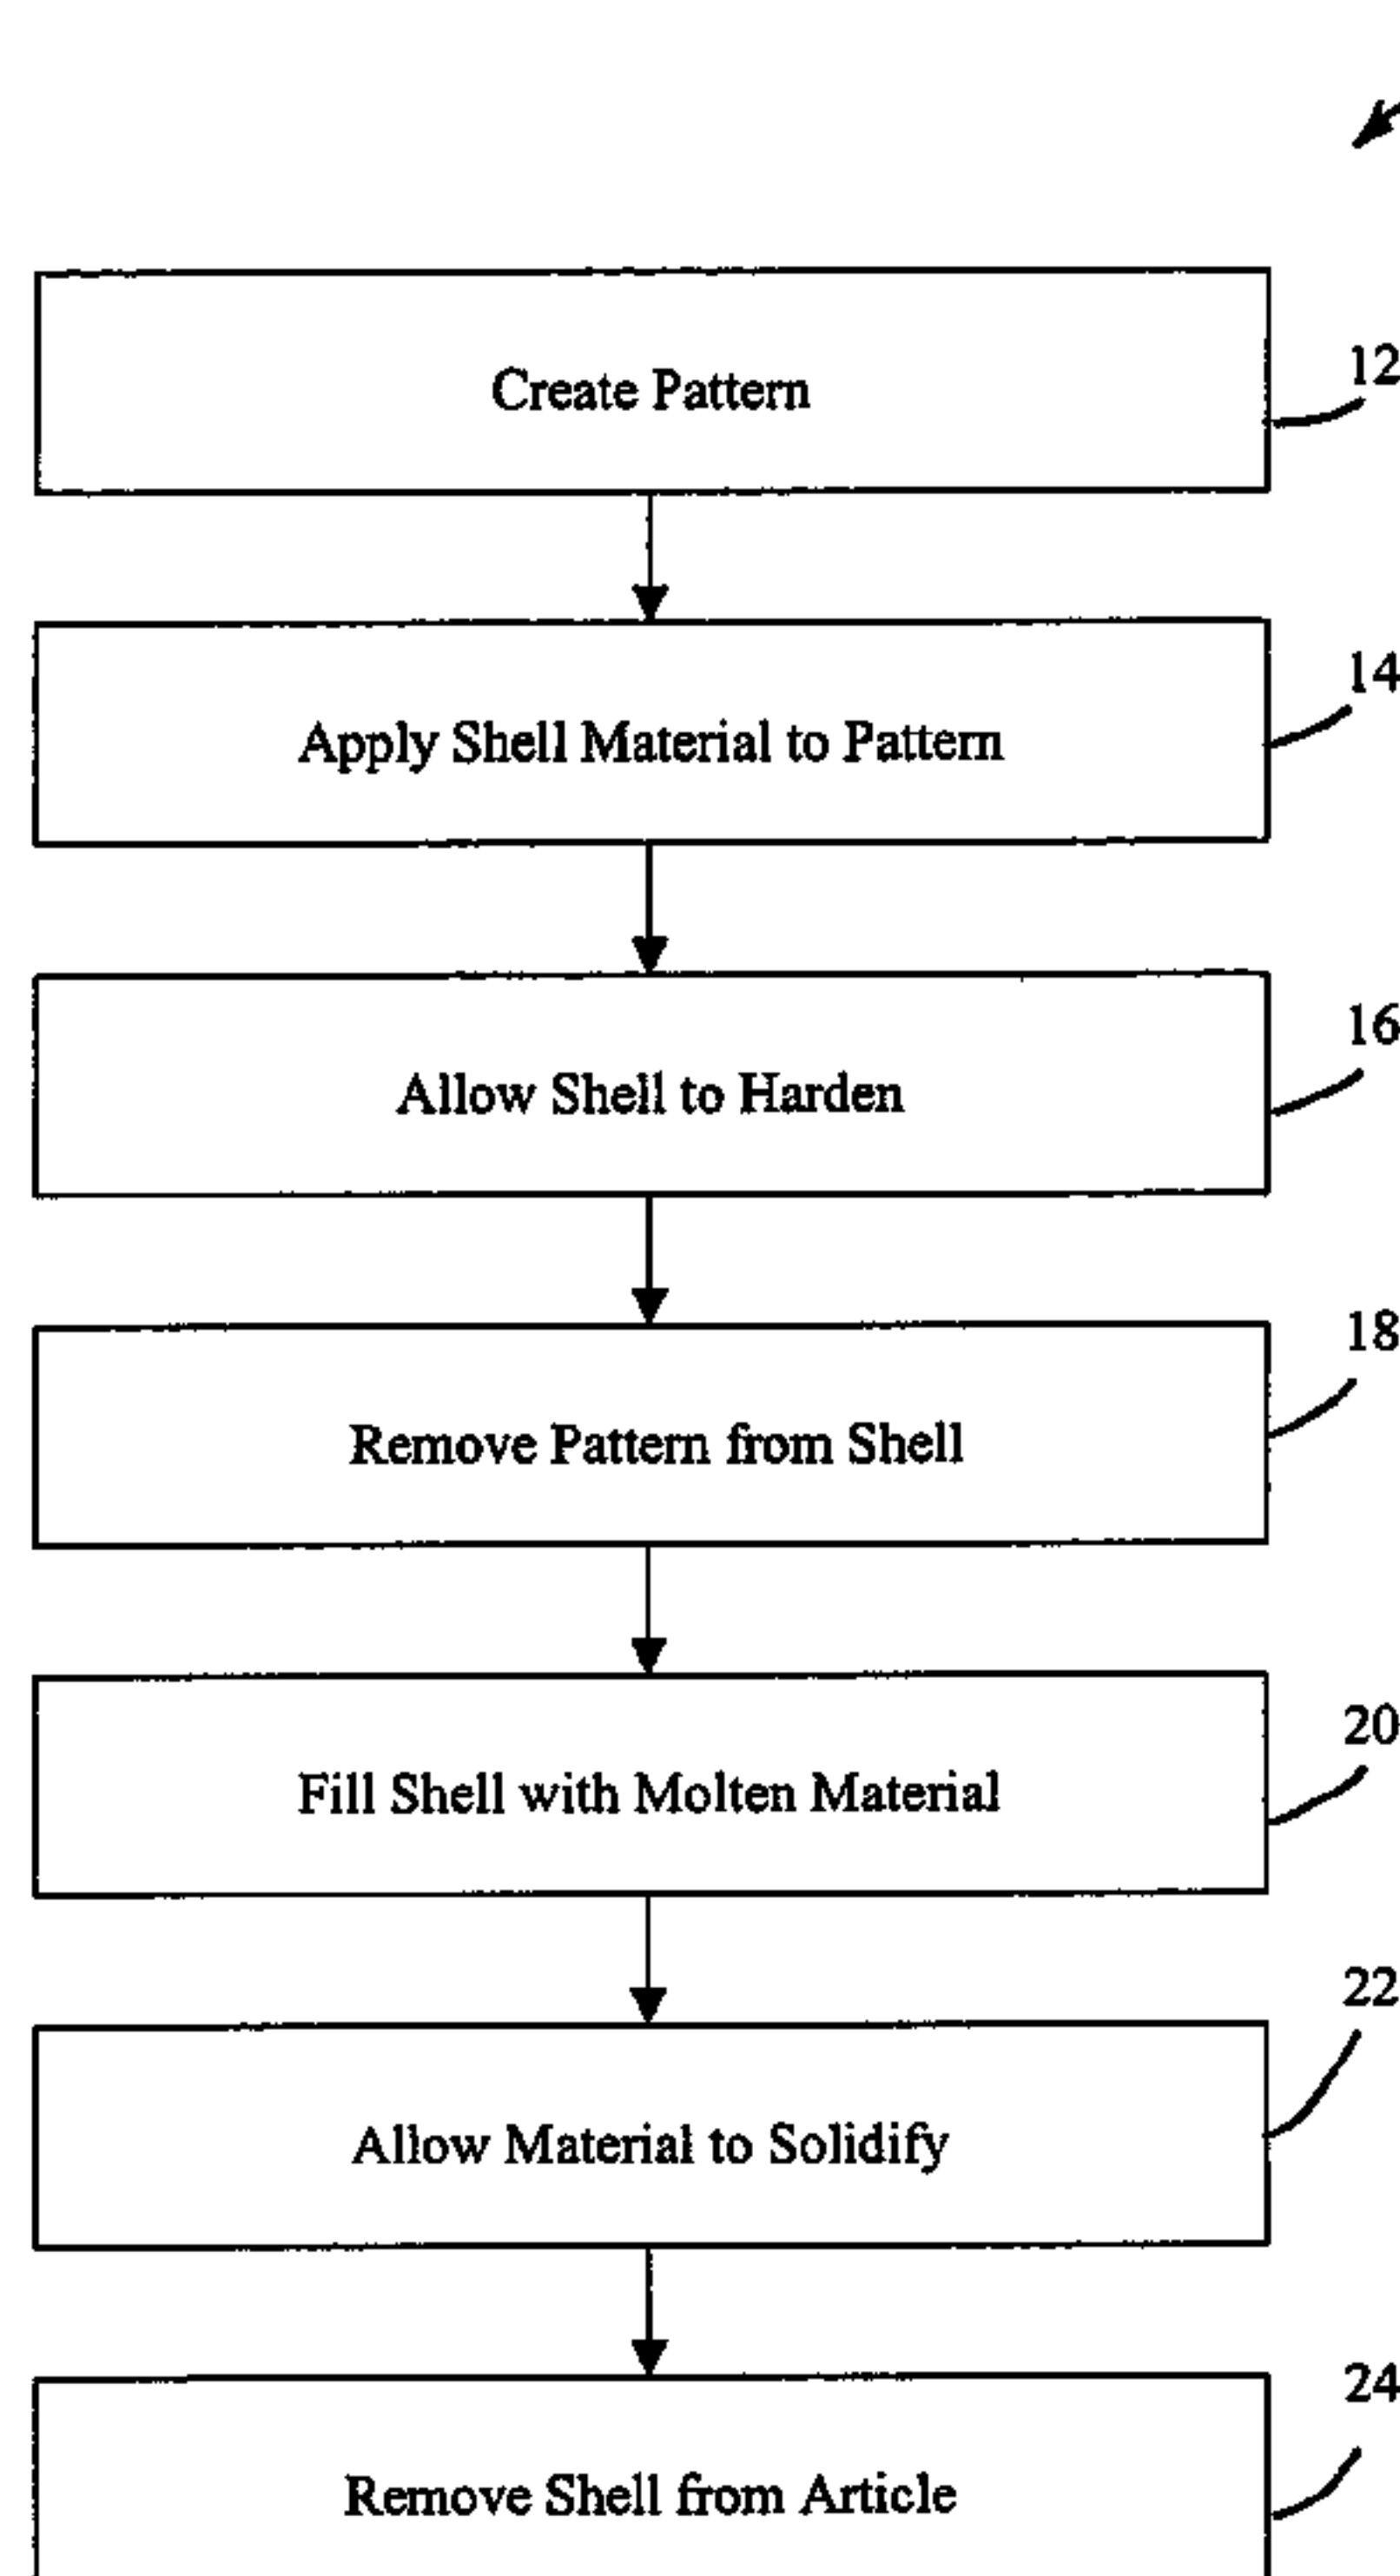 Create Pattern
12
Apply Shell Material to Pattern
14
Allow Shell to Harden
16
Remove Pattern from Shell
18
Fill Shell with Molten Material
20
Allow Material to Solidify
22
Remove Shell from Article
24